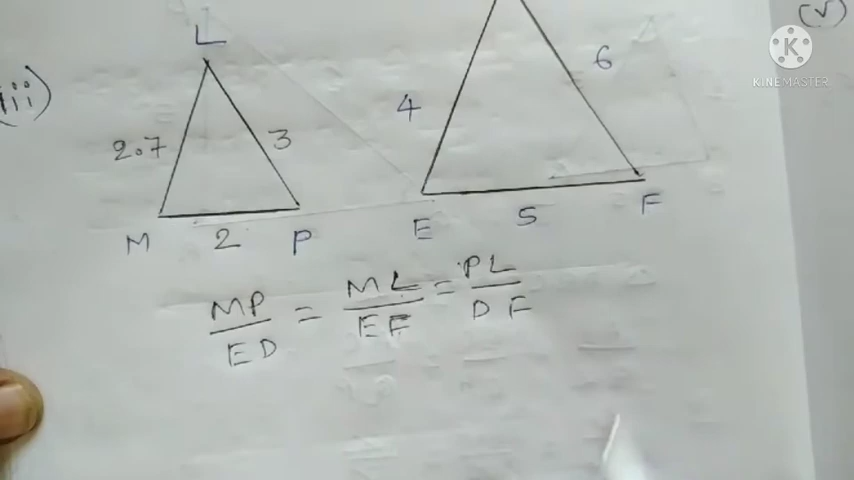 (v)
K
KINEMASTER
L
iii)
2.7
3
4
6
M
2
P
E
5
F
MP/ED = ML/EF = PL/DF